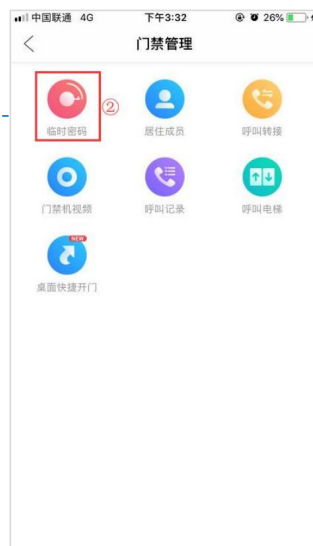 中国联通 4G 下午3:32 26%
门禁管理
临时密码 ② 居住成员 呼叫转接
门禁机视频 呼叫记录 呼叫电梯
NEW
桌面快捷开门